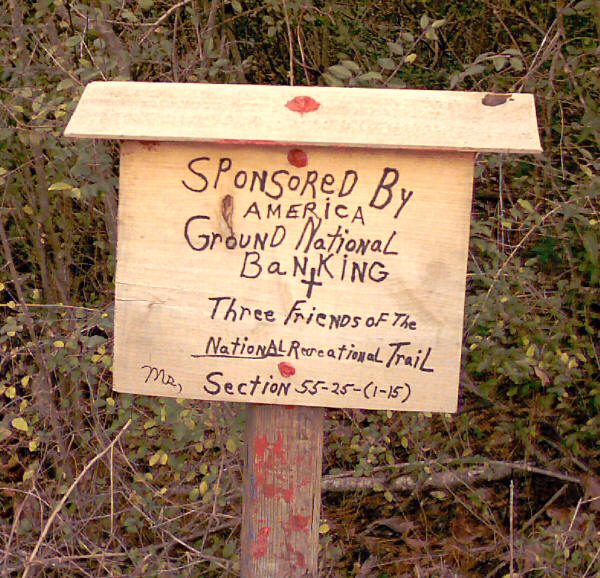 SPONSORED By
AMERICA
GROUND National
BanKING
Three FRIENDS OF The
NATIONAL Recreational TRAIL
Section 55-25-(1-15)